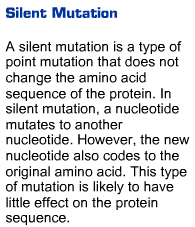 Silent Mutation
A silent mutation is a type of
point mutation that does not
change the amino acid
sequence of the protein. In
silent mutation, a nucleotide
mutates to another
nucleotide. However, the new
nucleotide also codes to the
original amino acid. This type
of mutation is likely to have
little effect on the protein
sequence.